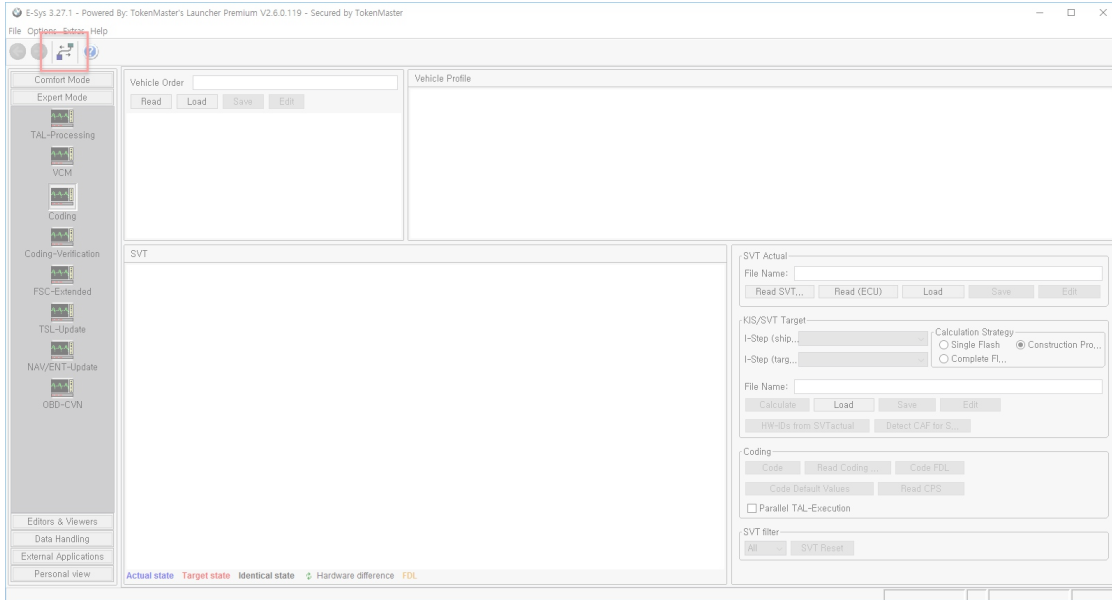 E-Sys 3.27.1 - Powered By: TokenMaster's Launcher Premium V2.6.0.119 - Secured by TokenMaster
File Options Extras Help
Comfort Mode
Expert Mode
TAL-Processing
VCM
Coding
Coding-Verification
FSC-Extended
TSL-Update
NAV/ENT-Update
OBD-CVN
Editors & Viewers
Data Handling
External Applications
Personal view
Vehicle Order
Read Load Save Edit
Vehicle Profile
SVT
Actual state Target state Identical state Hardware difference FDL
SVT Actual
File Name:
Read SVT... Read (ECU) Load Save Edit
KIS/SVT Target
I-Step (ship...
I-Step (targ...
Calculation Strategy
Single Flash Construction Pro...
Complete Fl...
File Name:
Calculate Load Save Edit
HW-IDs from SVTactual Detect CAF for S...
Coding
Code Read Coding ... Code FDL
Code Default Values Read CPS
Parallel TAL-Execution
SVT filter
All SVT Reset